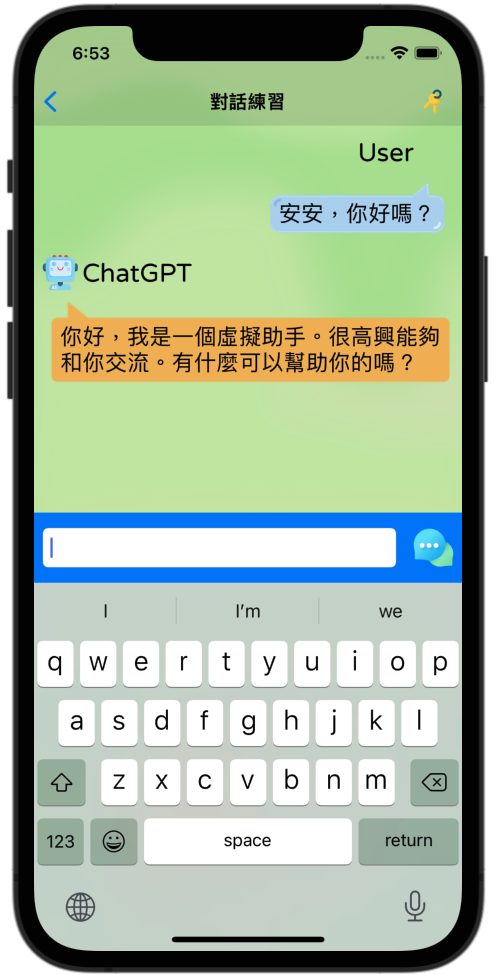 6:53
對話練習
User
安安，你好嗎？
ChatGPT
你好，我是一個虛擬助手。很高興能夠
和你交流。有什麼可以幫助你的嗎？
I I'm we
q w e r t y u i o p
a s d f g h j k l
z x c v b n m
123 space return